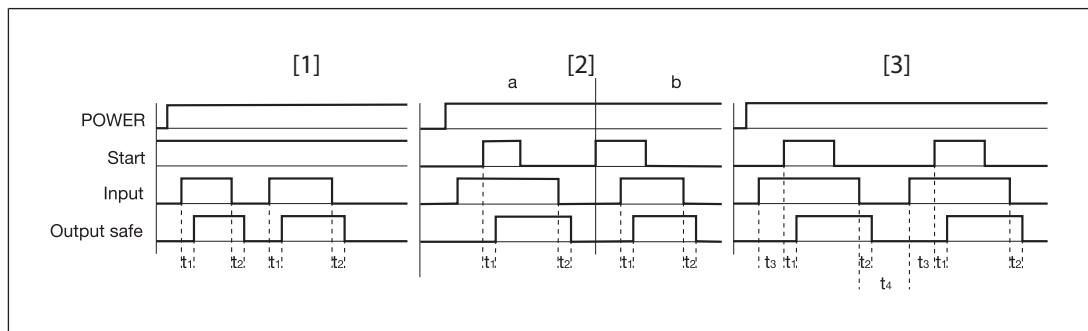 [1] [2] [3]
a b
POWER
Start
Input
Output safe
t1 t2 t1 t2 t1 t2 t1 t2 t3 t1 t2 t3 t1 t2
t4